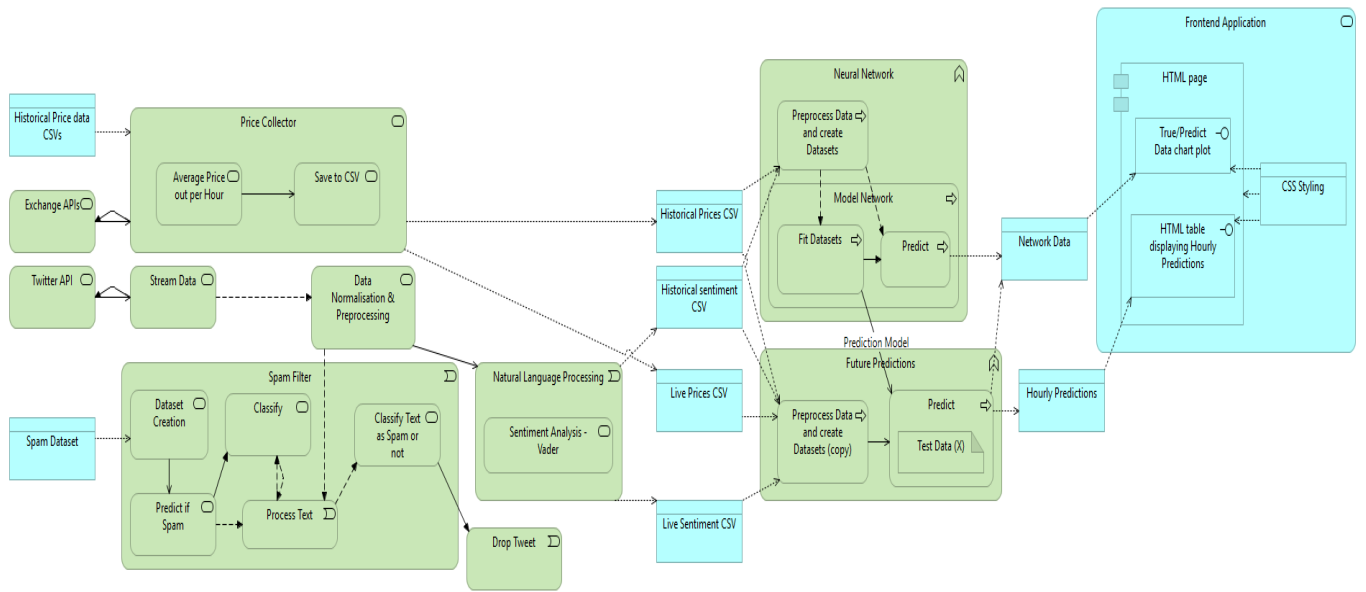 Frontend Application
HTML page
True/Predict
Data chart plot
CSS Styling
HTML table
displaying Hourly
Predictions
Historical Price data
CSVs
Price Collector
Average Price
out per Hour
Save to CSV
Exchange APIs
Twitter API
Stream Data
Data
Normalisation &
Preprocessing
Spam Filter
Dataset
Creation
Classify
Classify Text
as Spam or
not
Spam Dataset
Predict if
Spam
Process Text
Drop Tweet
Natural Language Processing
Sentiment Analysis -
Vader
Historical Prices CSV
Historical sentiment
CSV
Live Prices CSV
Live Sentiment CSV
Neural Network
Preprocess Data
and create
Datasets
Model Network
Fit Datasets
Predict
Prediction Model
Future Predictions
Preprocess Data
and create
Datasets (copy)
Predict
Test Data (X)
Network Data
Hourly Predictions